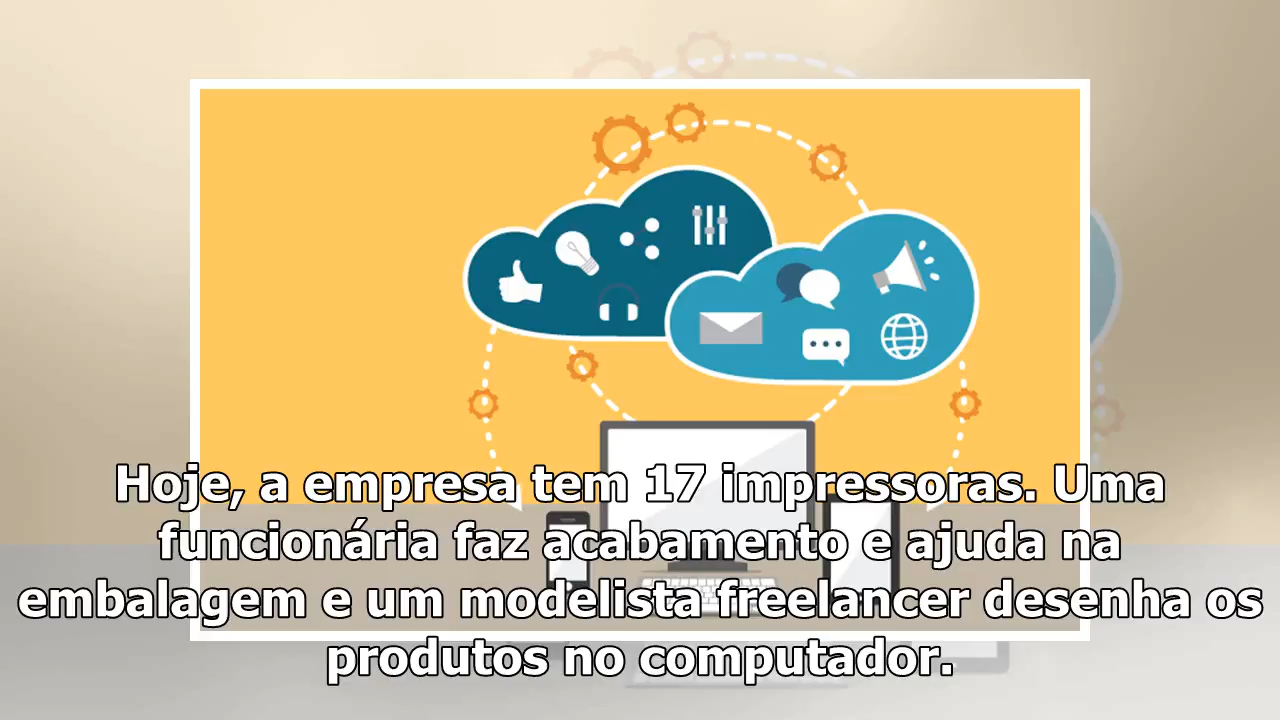 Hoje, a empresa tem 17 impressoras. Uma
funcionária faz acabamento e ajuda na
embalagem e um modelista freelancer desenha os
produtos no computador.